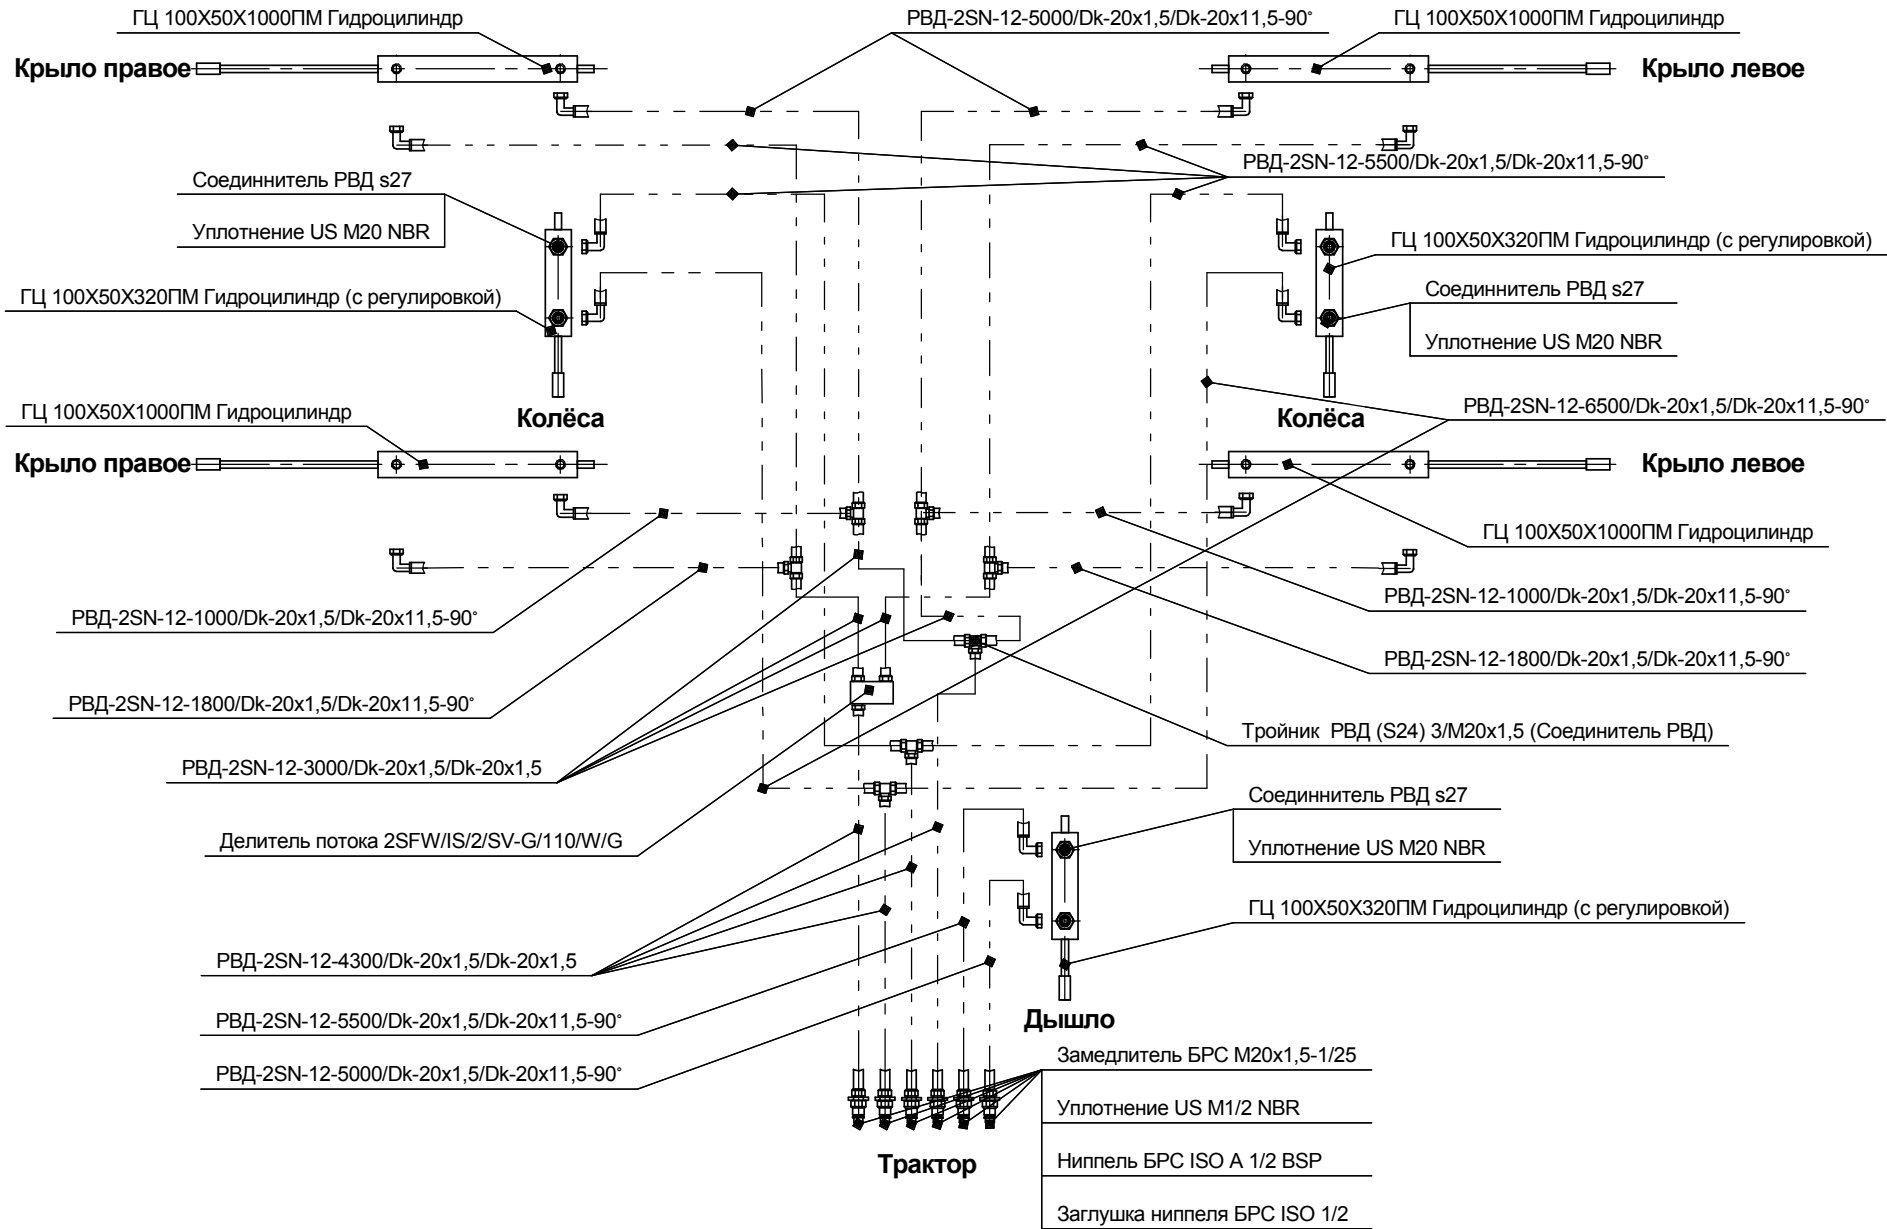 ГЦ 100Х50Х1000ПМ Гидроцилиндр
РВД-2SN-12-5000/Dk-20x1,5/Dk-20x11,5-90°
ГЦ 100Х50Х1000ПМ Гидроцилиндр
Крыло правое
Крыло левое
РВД-2SN-12-5500/Dk-20x1,5/Dk-20x11,5-90°
Соединнитель РВД s27
Уплотнение US M20 NBR
ГЦ 100Х50Х320ПМ Гидроцилиндр (с регулировкой)
ГЦ 100Х50Х320ПМ Гидроцилиндр (с регулировкой)
Соединнитель РВД s27
Уплотнение US M20 NBR
ГЦ 100Х50Х1000ПМ Гидроцилиндр
Колёса
Колёса
РВД-2SN-12-6500/Dk-20x1,5/Dk-20x11,5-90°
Крыло правое
Крыло левое
ГЦ 100Х50Х1000ПМ Гидроцилиндр
РВД-2SN-12-1000/Dk-20x1,5/Dk-20x11,5-90°
РВД-2SN-12-1000/Dk-20x1,5/Dk-20x11,5-90°
РВД-2SN-12-1800/Dk-20x1,5/Dk-20x11,5-90°
РВД-2SN-12-1800/Dk-20x1,5/Dk-20x11,5-90°
Тройник РВД (S24) 3/M20x1,5 (Соединитель РВД)
РВД-2SN-12-3000/Dk-20x1,5/Dk-20x1,5
Соединнитель РВД s27
Делитель потока 2SFW/IS/2/SV-G/110/W/G
Уплотнение US M20 NBR
ГЦ 100Х50Х320ПМ Гидроцилиндр (с регулировкой)
РВД-2SN-12-4300/Dk-20x1,5/Dk-20x1,5
РВД-2SN-12-5500/Dk-20x1,5/Dk-20x11,5-90°
Дышло
РВД-2SN-12-5000/Dk-20x1,5/Dk-20x11,5-90°
Замедлитель БРС М20х1,5-1/25
Уплотнение US M1/2 NBR
Трактор
Ниппель БРС ISO A 1/2 BSP
Заглушка ниппеля БРС ISO 1/2